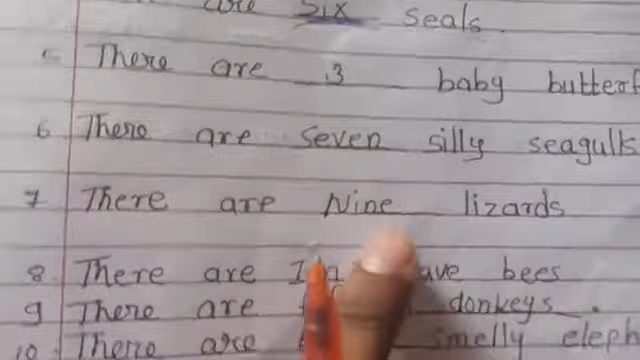 are Six seals.
There are 3 baby butterf
6 There are seven silly seagulls
7 There are Nine lizards
8 There are bees
9 There are donkeys.
10 There are smelly eleph